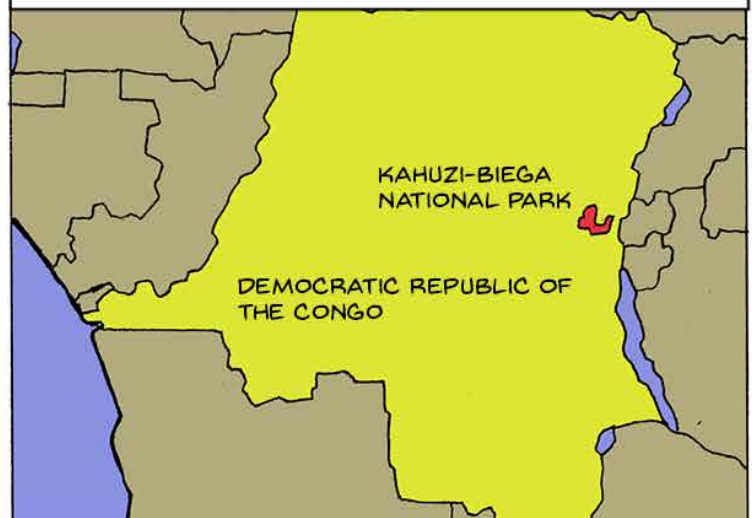 KAHUZI-BIEGA
NATIONAL PARK
DEMOCRATIC REPUBLIC OF
THE CONGO